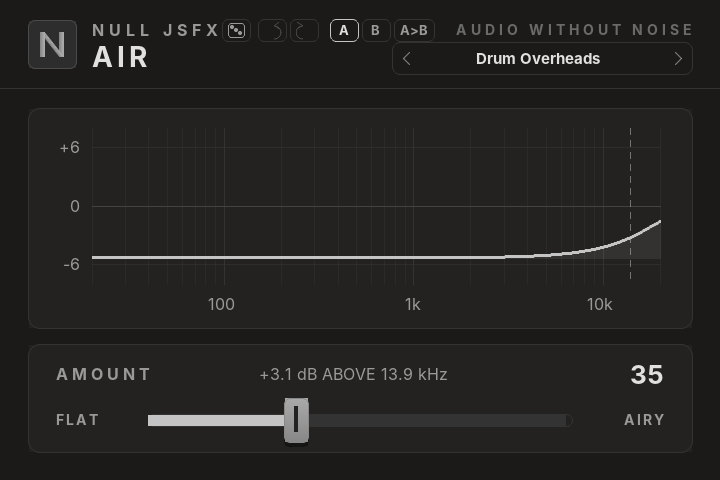 N NULL JSFX A B A>B AUDIO WITHOUT NOISE
AIR Drum Overheads
+6
0
-6
100 1k 10k
AMOUNT +3.1 dB ABOVE 13.9 kHz 35
FLAT AIRY